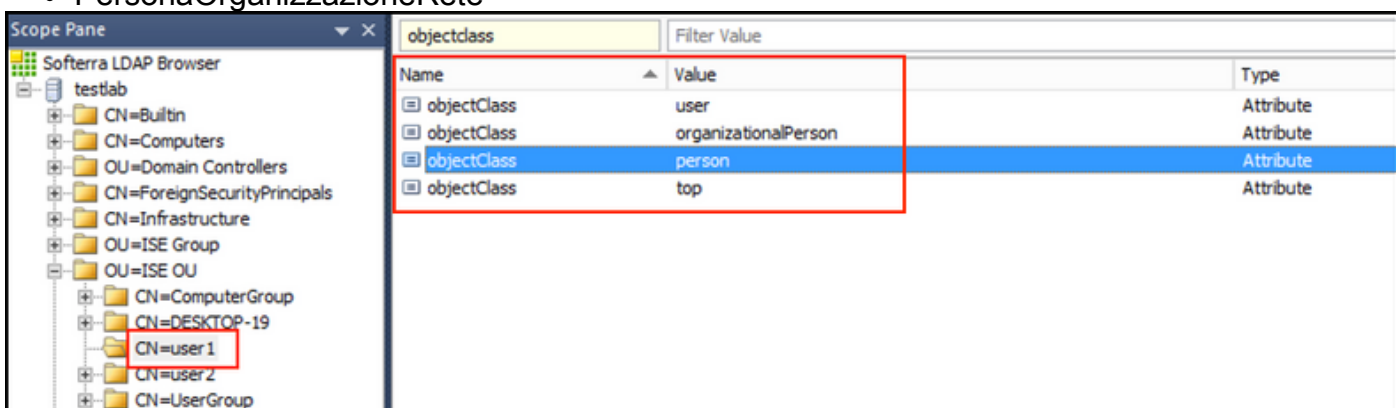 PersonaOrganizzazioneRete
Scope Pane
objectclass Filter Value
Softerra LDAP Browser
Name Value Type
testlab
CN=Builtin
objectClass user Attribute
CN=Computers
objectClass organizationalPerson Attribute
OU=Domain Controllers
objectClass person Attribute
CN=ForeignSecurityPrincipals
objectClass top Attribute
CN=Infrastructure
OU=ISE Group
OU=ISE OU
CN=ComputerGroup
CN=DESKTOP-19
CN=user1
CN=user2
CN=UserGroup